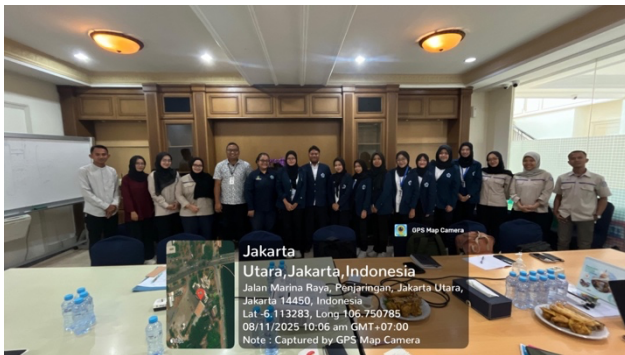 GPS Map Camera
Jakarta
Utara,Jakarta,Indonesia
Jalan Marina Raya, Penjaringan, Jakarta Utara,
Jakarta 14450, Indonesia
Lat -6.113283, Long 106.750785
08/11/2025 10:06 am GMT+07:00
Note : Captured by GPS Map Camera